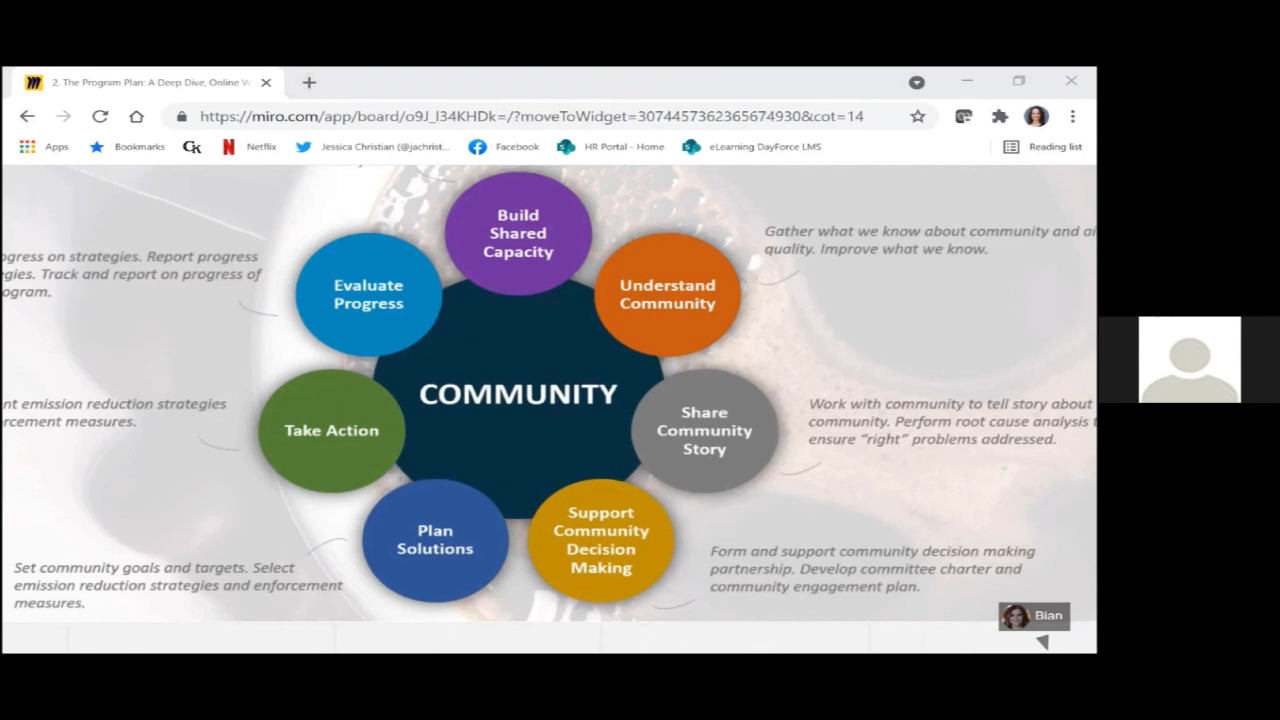 2. The Program Plan: A Deep Dive, Online W
https://miro.com/app/board/o9J_l34KHDk=/?moveToWidget=3074457362365674930&cot=14
Apps
Bookmarks
Netflix
Jessica Christian (@jachrist...
Facebook
HR Portal - Home
eLearning DayForce LMS
Reading list
Build
Shared
Capacity
Gather what we know about community and ai
quality. Improve what we know.
Understand
Community
Work with community to tell story about
community. Perform root cause analysis t
ensure “right” problems addressed.
Share
Community
Story
Form and support community decision making
partnership. Develop committee charter and
community engagement plan.
Support
Community
Decision
Making
Plan
Solutions
Set community goals and targets. Select
emission reduction strategies and enforcement
measures.
Take Action
nt emission reduction strategies
rcement measures.
Evaluate
Progress
ogress on strategies. Report progress
egies. Track and report on progress of
ogram.
COMMUNITY
Bian